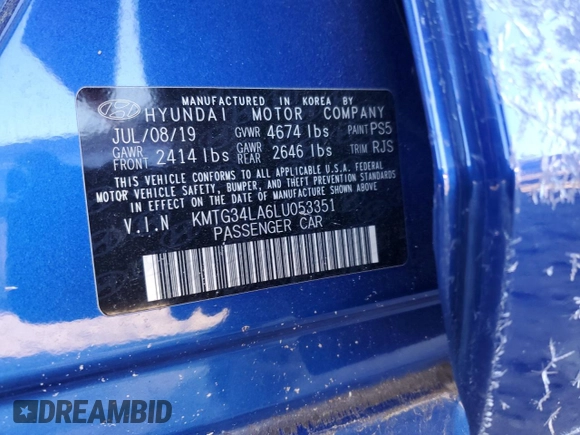 MANUFACTURED IN KOREA BY
HYUNDAI MOTOR COMPANY
JUL/08/19 GVWR 4674 lbs PAINT PS5
GAWR FRONT 2414 lbs GAWR REAR 2646 lbs TRIM RJS
THIS VEHICLE CONFORMS TO ALL APPLICABLE U.S.A. FEDERAL
MOTOR VEHICLE SAFETY, BUMPER, AND THEFT PREVENTION STANDARDS
IN EFFECT ON THE DATE OF MANUFACTURE SHOWN ABOVE.
V.I.N KMTG34LA6LU053351
PASSENGER CAR
DREAMBID